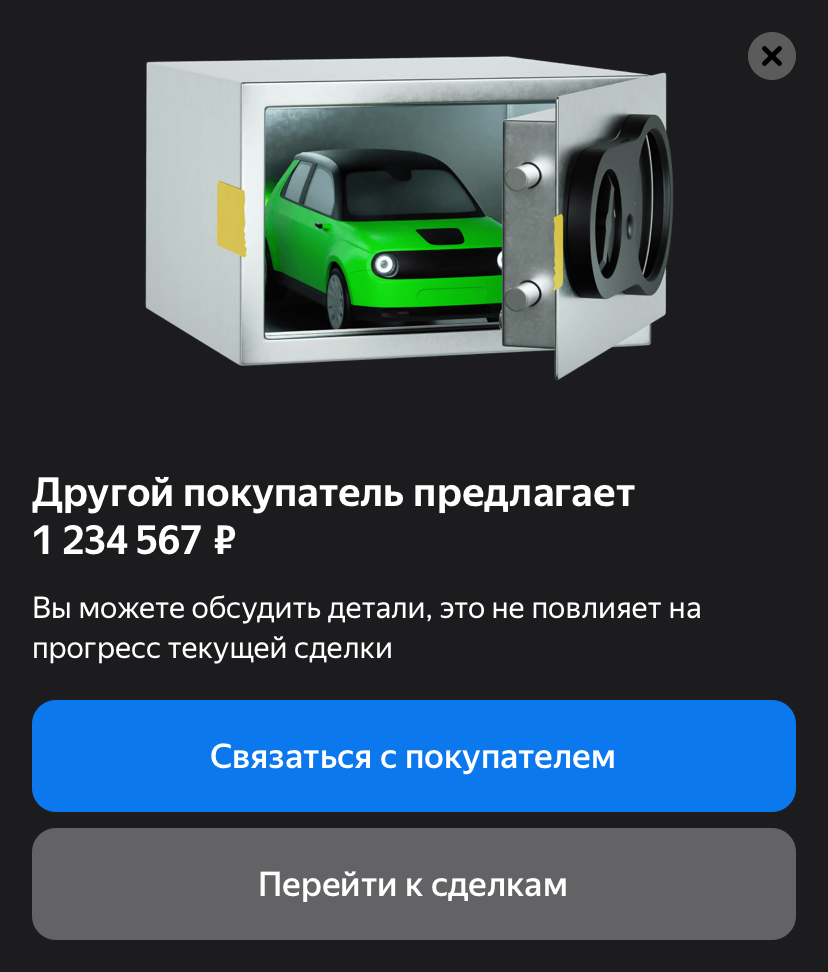 Другой покупатель предлагает
1 234 567 ₽
Вы можете обсудить детали, это не повлияет на
прогресс текущей сделки
Связаться с покупателем
Перейти к сделкам